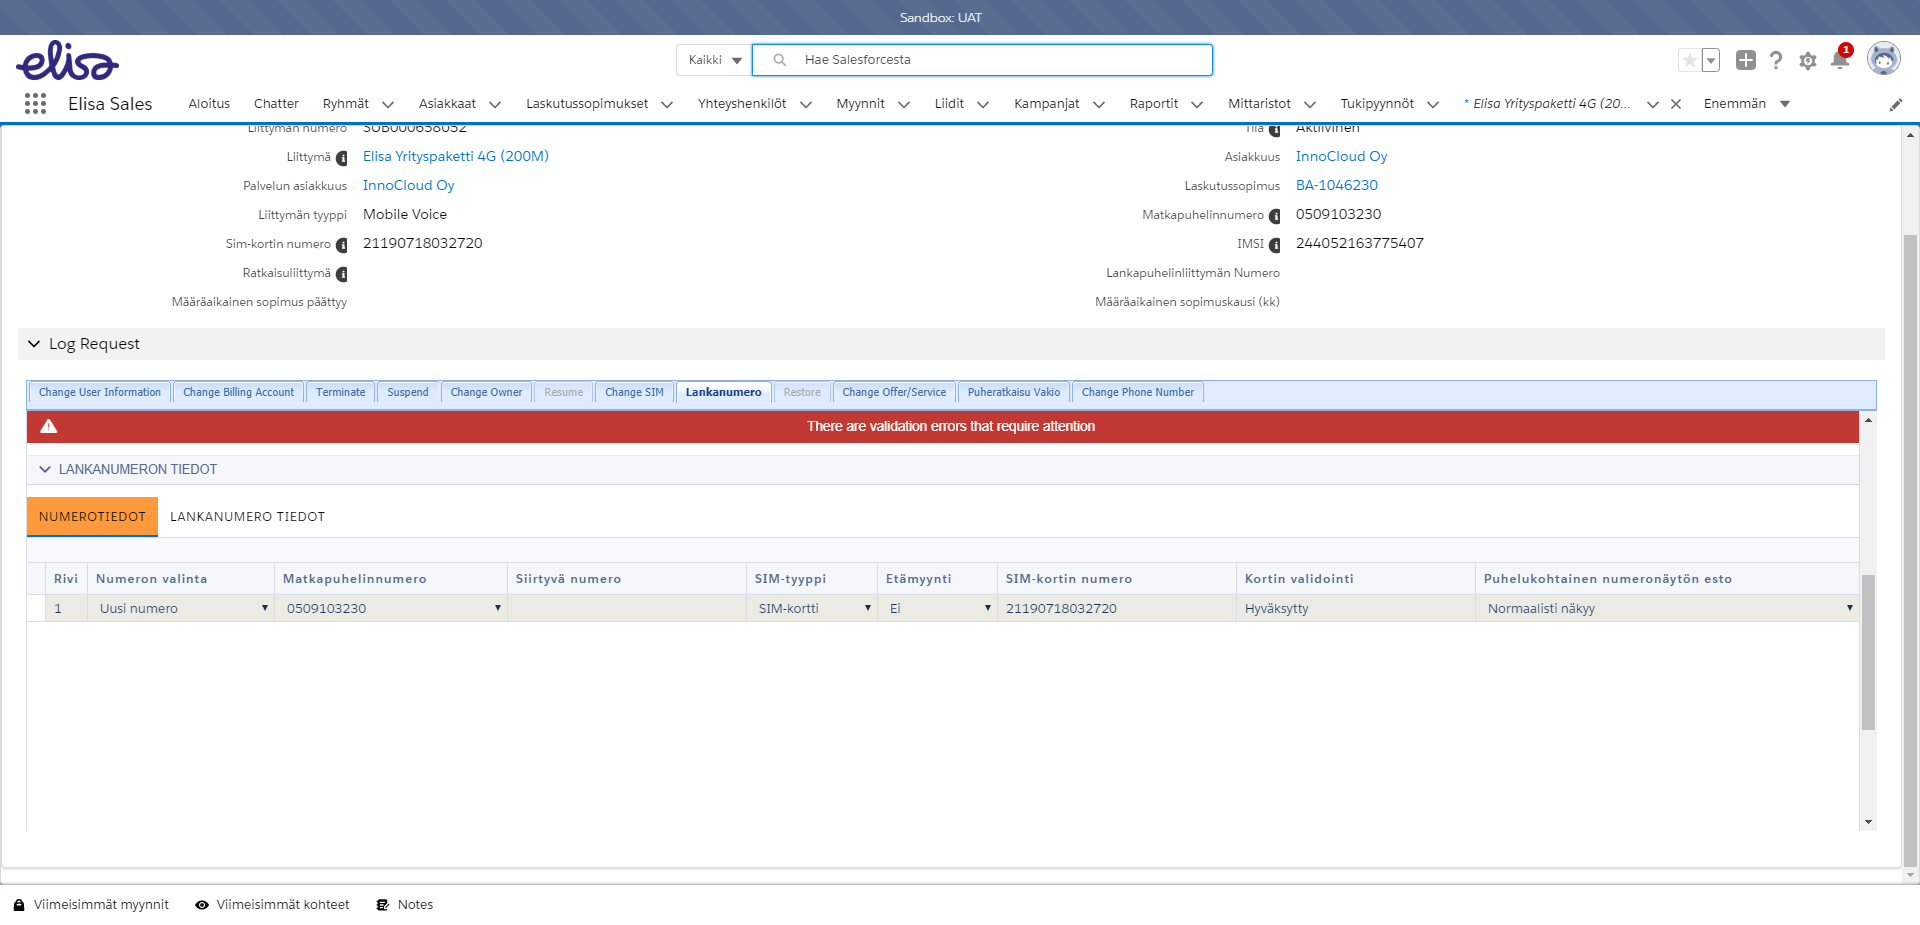 Sandbox: UAT
elisa
Kaikki
Hae Salesforcesta
1
Elisa Sales
Aloitus
Chatter
Ryhmät
Asiakkaat
Laskutussopimukset
Yhteyshenkilöt
Myynnit
Liidit
Kampanjat
Raportit
Mittaristot
Tukipyynnöt
* Elisa Yrityspaketti 4G (20...
Enemmän
Liittymän numero SUB000658052
Tila Aktiivinen
Liittymä Elisa Yrityspaketti 4G (200M)
Asiakkuus InnoCloud Oy
Palvelun asiakkuus InnoCloud Oy
Laskutussopimus BA-1046230
Liittymän tyyppi Mobile Voice
Matkapuhelinnumero 0509103230
Sim-kortin numero 21190718032720
IMSI 244052163775407
Ratkaisuliittymä
Lankapuhelinliittymän Numero
Määräaikainen sopimus päättyy
Määräaikainen sopimuskausi (kk)
Log Request
Change User Information
Change Billing Account
Terminate
Suspend
Change Owner
Resume
Change SIM
Lankanumero
Restore
Change Offer/Service
Puheratkaisu Vakio
Change Phone Number
There are validation errors that require attention
LANKANUMERON TIEDOT
NUMEROTIEDOT
LANKANUMERO TIEDOT
Rivi Numeron valinta Matkapuhelinnumero Siirtyvä numero SIM-tyyppi Etämyynti SIM-kortin numero Kortin validointi Puhelukohtainen numeronäytön esto
1 Uusi numero 0509103230 SIM-kortti Ei 21190718032720 Hyväksytty Normaalisti näkyy
Viimeisimmät myynnit
Viimeisimmät kohteet
Notes